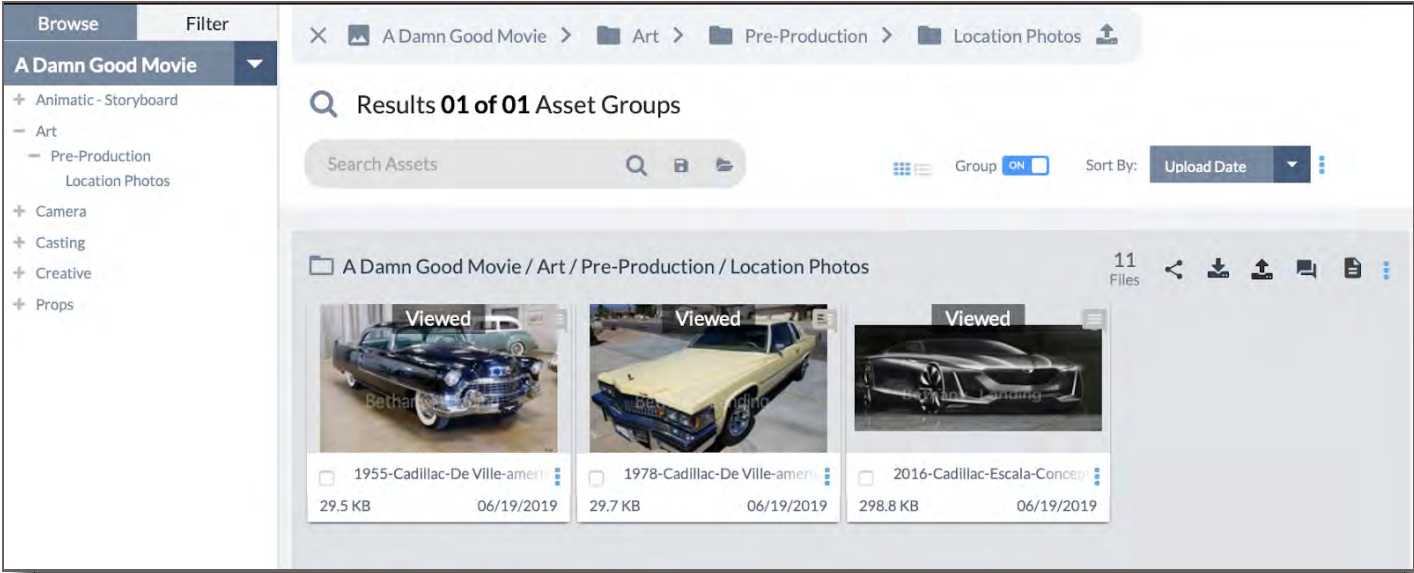 Browse
Filter
A Damn Good Movie
Animatic - Storyboard
Art
Pre-Production
Location Photos
Camera
Casting
Creative
Props
A Damn Good Movie > Art > Pre-Production > Location Photos
Results 01 of 01 Asset Groups
Search Assets
Group ON
Sort By: Upload Date
A Damn Good Movie / Art / Pre-Production / Location Photos
11
Files
Viewed
Viewed
Viewed
1955-Cadillac-De Ville-ameri
1978-Cadillac-De Ville-ameri
2016-Cadillac-Escala-Concep
29.5 KB 06/19/2019
29.7 KB 06/19/2019
298.8 KB 06/19/2019